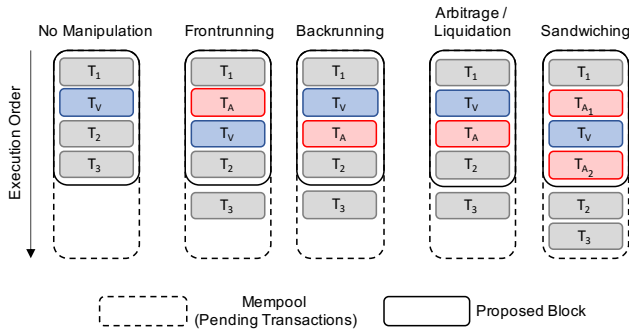 No Manipulation
Frontrunning
Backrunning
Arbitrage /
Liquidation
Sandwiching
Execution Order
T1
TV
T2
T3
T1
TA
TV
T2
T3
T1
TV
TA
T2
T3
T1
TV
TA
T2
T3
T1
TA1
TV
TA2
T2
T3
Mempool
(Pending Transactions)
Proposed Block